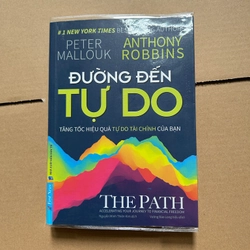 #1 NEW YORK TIMES BESTSELLING AUTHORS
PETER ANTHONY
MALLOUK ROBBINS
ĐƯỜNG ĐẾN
TỰ DO
TĂNG TỐC HIỆU QUẢ TỰ DO TÀI CHÍNH CỦA BẠN
THE PATH
ACCELERATING YOUR JOURNEY TO FINANCIAL FREEDOM